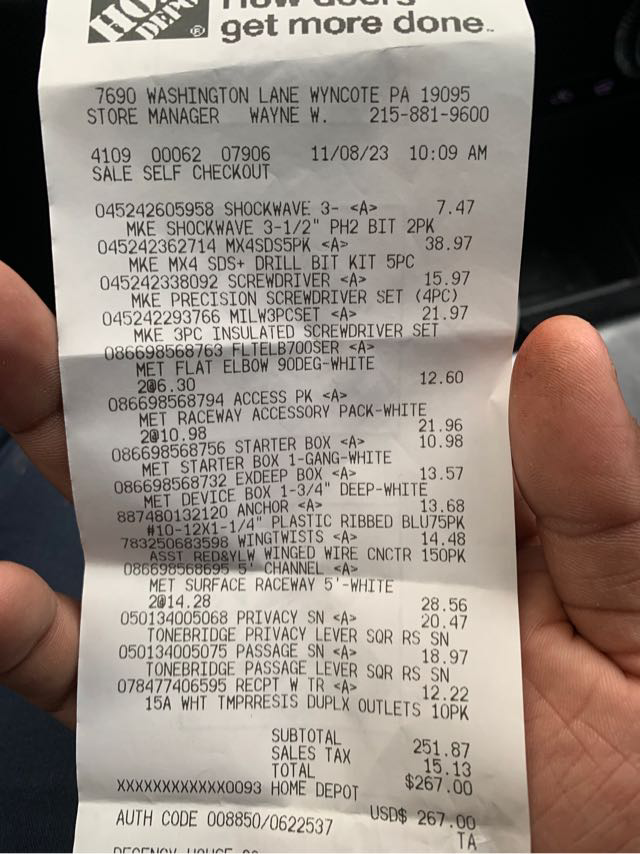 HO
DEPO
®
How doers
get more done™
7690 WASHINGTON LANE WYNCOTE PA 19095
STORE MANAGER WAYNE W. 215-881-9600
4109 00062 07906 11/08/23 10:09 AM
SALE SELF CHECKOUT
045242605958 SHOCKWAVE 3- <A> 7.47
MKE SHOCKWAVE 3-1/2" PH2 BIT 2PK
045242362714 MX4SDS5PK <A> 38.97
MKE MX4 SDS+ DRILL BIT KIT 5PC
045242338092 SCREWDRIVER <A> 15.97
MKE PRECISION SCREWDRIVER SET (4PC)
045242293766 MILW3PCSET <A> 21.97
MKE 3PC INSULATED SCREWDRIVER SET
086698568763 FLTELB700SER <A>
MET FLAT ELBOW 90DEG-WHITE
2@6.30 12.60
086698568794 ACCESS PK <A>
MET RACEWAY ACCESSORY PACK-WHITE
2@10.98 21.96
086698568756 STARTER BOX <A> 10.98
MET STARTER BOX 1-GANG-WHITE
086698568732 EXDEEP BOX <A> 13.57
MET DEVICE BOX 1-3/4" DEEP-WHITE
887480132120 ANCHOR <A> 13.68
#10-12X1-1/4" PLASTIC RIBBED BLU75PK
783250683598 WINGTWISTS <A> 14.48
ASST RED&YLW WINGED WIRE CNCTR 150PK
086698568695 5' CHANNEL <A>
MET SURFACE RACEWAY 5'-WHITE
2@14.28 28.56
050134005068 PRIVACY SN <A> 20.47
TONEBRIDGE PRIVACY LEVER SQR RS SN
050134005075 PASSAGE SN <A> 18.97
TONEBRIDGE PASSAGE LEVER SQR RS SN
078477406595 RECPT W TR <A> 12.22
15A WHT TMPRRESIS DUPLX OUTLETS 10PK
SUBTOTAL 251.87
SALES TAX 15.13
TOTAL $267.00
XXXXXXXXXXXX0093 HOME DEPOT
USD$ 267.00
AUTH CODE 008850/0622537 TA